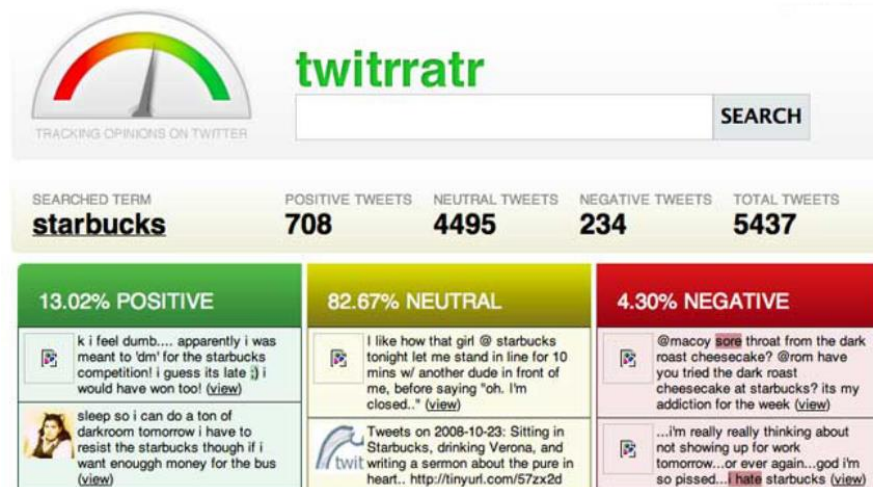 twitrratr
SEARCH
TRACKING OPINIONS ON TWITTER
SEARCHED TERM
starbucks
POSITIVE TWEETS
708
NEUTRAL TWEETS
4495
NEGATIVE TWEETS
234
TOTAL TWEETS
5437
13.02% POSITIVE
k i feel dumb.... apparently i was
meant to 'dm' for the starbucks
competition! i guess its late ;) i
would have won too! (view)
sleep so i can do a ton of
darkroom tomorrow i have to
resist the starbucks though if i
want enouggh money for the bus
(view)
82.67% NEUTRAL
I like how that girl @ starbucks
tonight let me stand in line for 10
mins w/ another dude in front of
me, before saying "oh. I'm
closed.." (view)
twit
Tweets on 2008-10-23: Sitting in
Starbucks, drinking Verona, and
writing a sermon about the pure in
heart.. http://tinyurl.com/57zx2d
4.30% NEGATIVE
@macoy sore throat from the dark
roast cheesecake? @rom have
you tried the dark roast
cheesecake at starbucks? its my
addiction for the week (view)
...i'm really really thinking about
not showing up for work
tomorrow...or ever again...god i'm
so pissed...i hate starbucks (view)